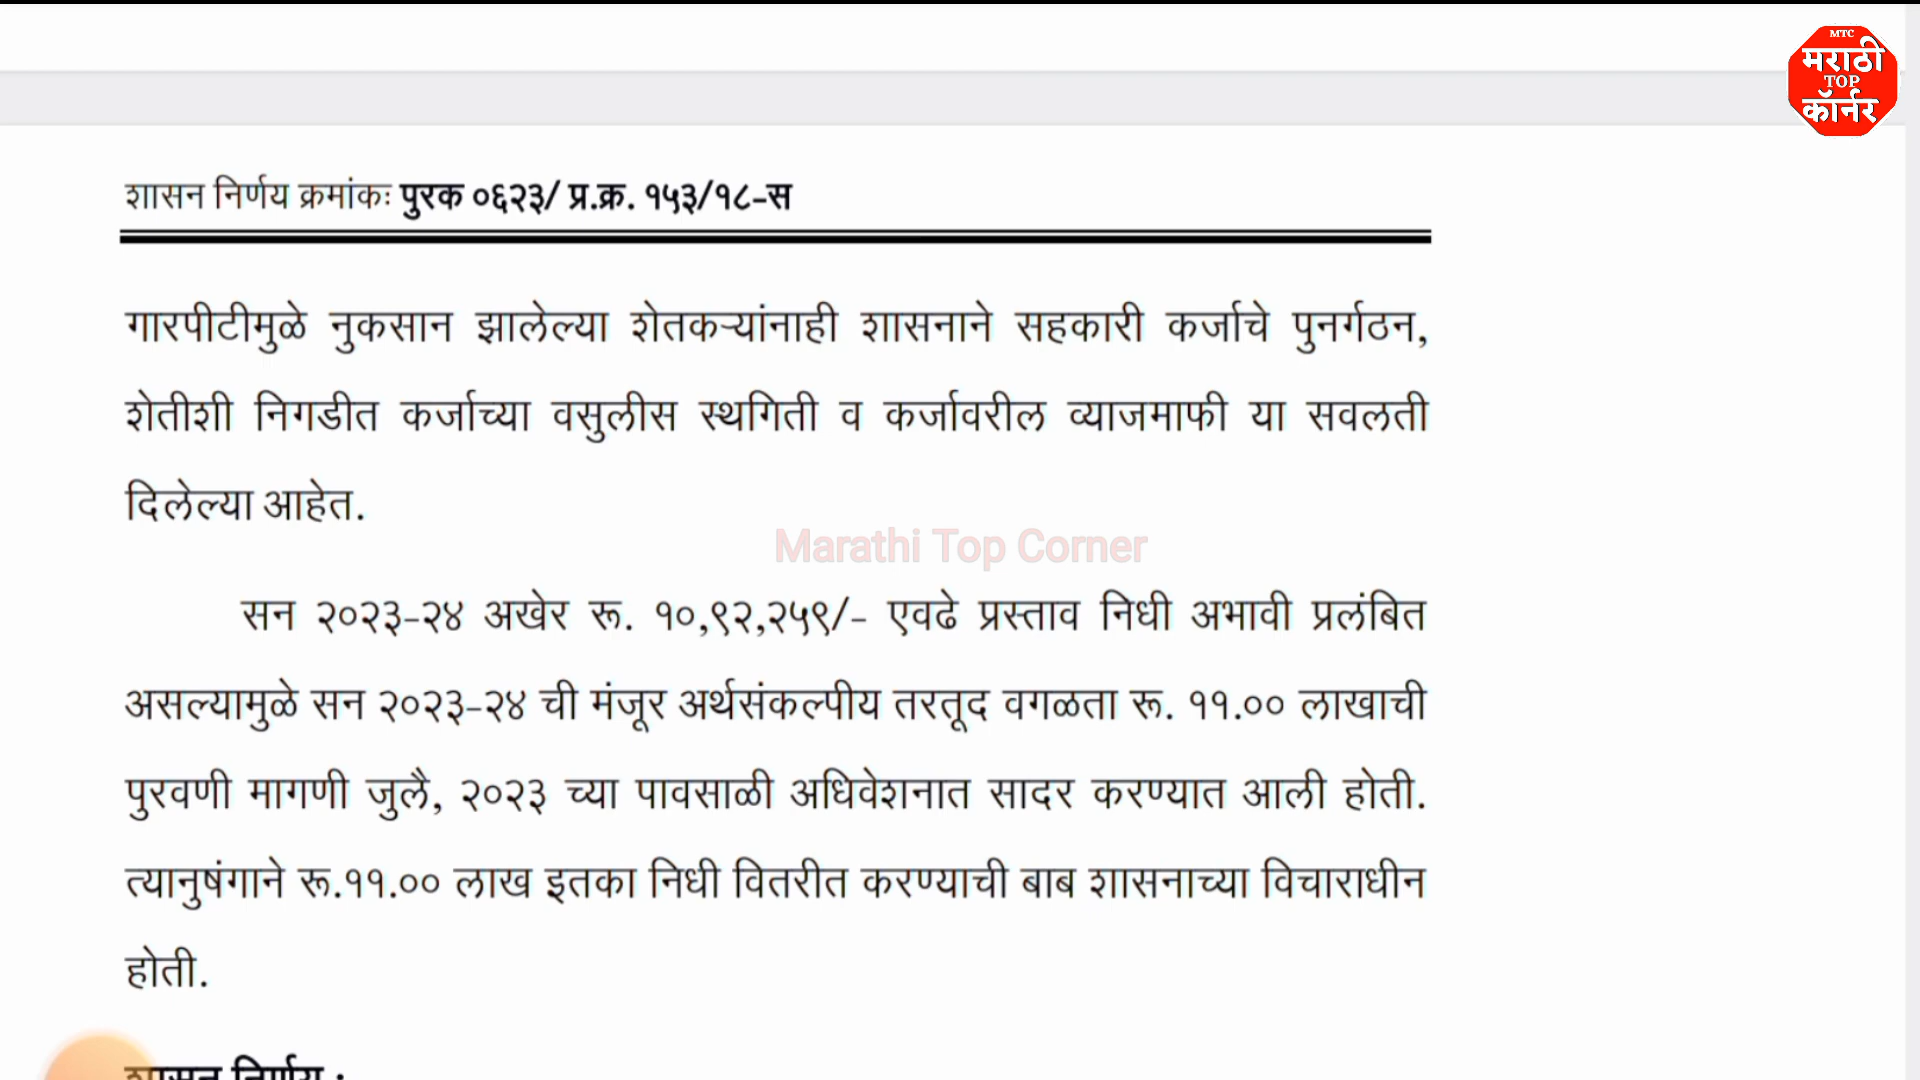 MTC
मराठी
TOP
कॉर्नर
शासन निर्णय क्रमांकः पुरक ०६२३/ प्र.क्र. १५३/१८-स
गारपीटीमुळे नुकसान झालेल्या शेतकऱ्यांनाही शासनाने सहकारी कर्जाचे पुनर्गठन,
शेतीशी निगडीत कर्जाच्या वसुलीस स्थगिती व कर्जावरील व्याजमाफी या सवलती
दिलेल्या आहेत.
Marathi Top Corner
सन २०२३-२४ अखेर रू. १०,९२,२५९/- एवढे प्रस्ताव निधी अभावी प्रलंबित
असल्यामुळे सन २०२३-२४ ची मंजूर अर्थसंकल्पीय तरतूद वगळता रू. ११.०० लाखाची
पुरवणी मागणी जुलै, २०२३ च्या पावसाळी अधिवेशनात सादर करण्यात आली होती.
त्यानुषंगाने रू.११.०० लाख इतका निधी वितरीत करण्याची बाब शासनाच्या विचाराधीन
होती.
शासन निर्णय :